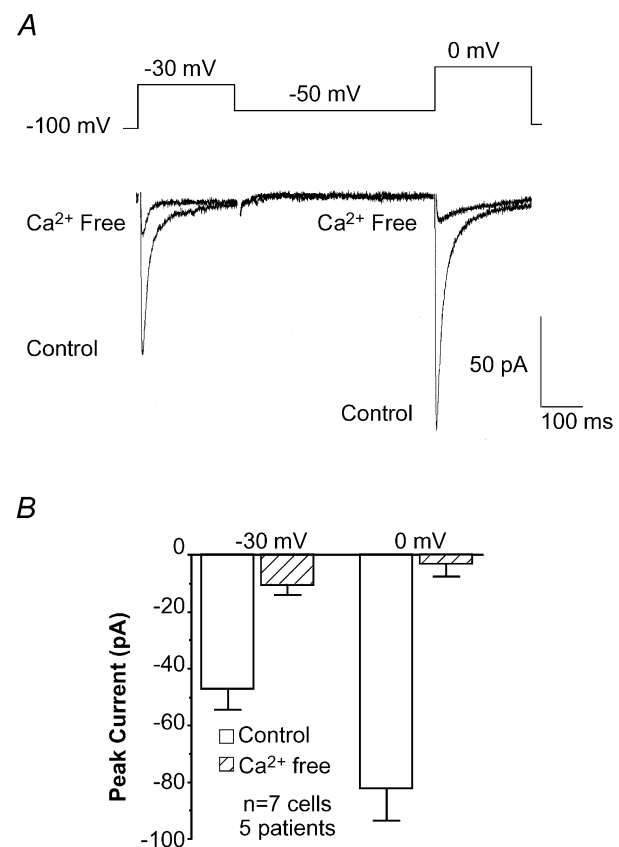 A
-30 mV
0 mV
-50 mV
-100 mV
Ca²⁺ Free
Ca²⁺ Free
Control
50 pA
Control
100 ms
B
-30 mV
0 mV
0
-20
-40
-60
-80
-100
Peak Current (pA)
Control
Ca²⁺ free
n=7 cells
5 patients